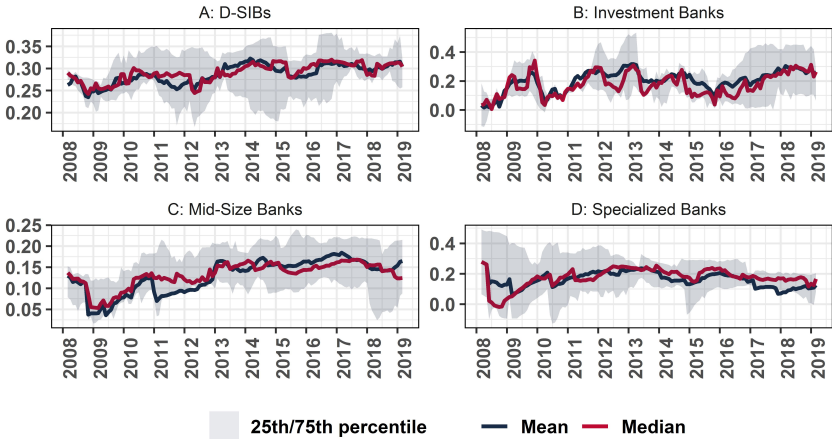 A: D-SIBs
0.35
0.30
0.25
0.20
2008 2009 2010 2011 2012 2013 2014 2015 2016 2017 2018 2019
B: Investment Banks
0.4
0.2
0.0
2008 2009 2010 2011 2012 2013 2014 2015 2016 2017 2018 2019
C: Mid-Size Banks
0.25
0.20
0.15
0.10
0.05
2008 2009 2010 2011 2012 2013 2014 2015 2016 2017 2018 2019
D: Specialized Banks
0.4
0.2
0.0
2008 2009 2010 2011 2012 2013 2014 2015 2016 2017 2018 2019
25th/75th percentile Mean Median